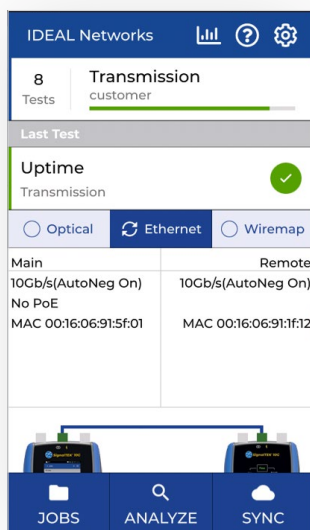 IDEAL Networks
8 Transmission
Tests customer
Last Test
Uptime
Transmission
Optical Ethernet Wiremap
Main Remote
10Gb/s(AutoNeg On) 10Gb/s(AutoNeg On)
No PoE
MAC 00:16:06:91:5f:01 MAC 00:16:06:91:1f:12
JOBS ANALYZE SYNC